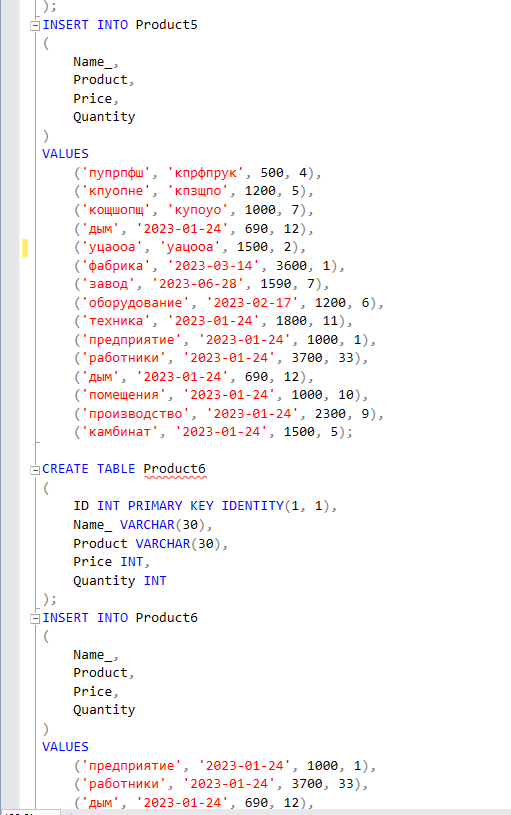 );
INSERT INTO Product5
(
Name_,
Product,
Price,
Quantity
)
VALUES
('пупрпфш', 'кпрфпрук', 500, 4),
('кпуопне', 'кпзщпо', 1200, 5),
('кощшопщ', 'купоуо', 1000, 7),
('дым', '2023-01-24', 690, 12),
('уцаооа', 'уацооа', 1500, 2),
('фабрика', '2023-03-14', 3600, 1),
('завод', '2023-06-28', 1590, 7),
('оборудование', '2023-02-17', 1200, 6),
('техника', '2023-01-24', 1800, 11),
('предприятие', '2023-01-24', 1000, 1),
('работники', '2023-01-24', 3700, 33),
('дым', '2023-01-24', 690, 12),
('помещения', '2023-01-24', 1000, 10),
('производство', '2023-01-24', 2300, 9),
('камбинат', '2023-01-24', 1500, 5);
CREATE TABLE Product6
(
ID INT PRIMARY KEY IDENTITY(1, 1),
Name_ VARCHAR(30),
Product VARCHAR(30),
Price INT,
Quantity INT
);
INSERT INTO Product6
(
Name_,
Product,
Price,
Quantity
)
VALUES
('предприятие', '2023-01-24', 1000, 1),
('работники', '2023-01-24', 3700, 33),
('дым', '2023-01-24', 690, 12),